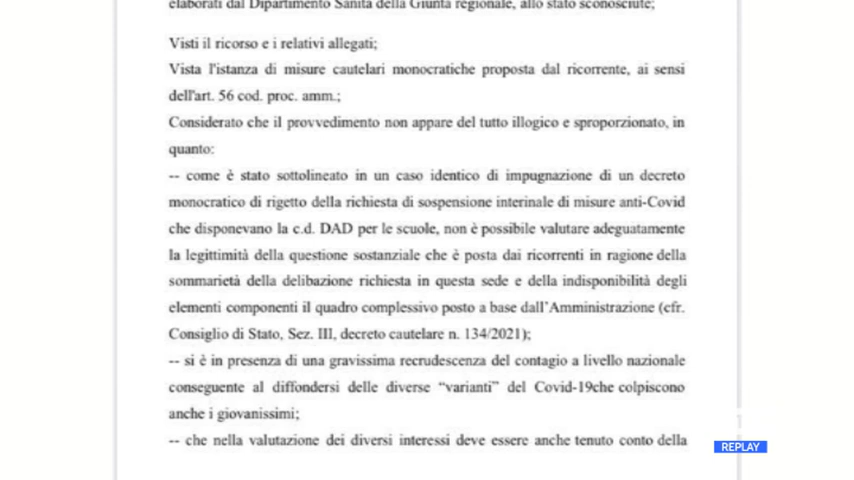 elaborati dal Dipartimento Sanità della Giunta regionale, allo stato sconosciute;
Visti il ricorso e i relativi allegati;
Vista l'istanza di misure cautelari monocratiche proposta dal ricorrente, ai sensi
dell'art. 56 cod. proc. amm.;
Considerato che il provvedimento non appare del tutto illogico e sproporzionato, in
quanto:
-- come è stato sottolineato in un caso identico di impugnazione di un decreto
monocratico di rigetto della richiesta di sospensione interinale di misure anti-Covid
che disponevano la c.d. DAD per le scuole, non è possibile valutare adeguatamente
la legittimità della questione sostanziale che è posta dai ricorrenti in ragione della
sommarietà della delibazione richiesta in questa sede e della indisponibilità degli
elementi componenti il quadro complessivo posto a base dall'Amministrazione (cfr.
Consiglio di Stato, Sez. III, decreto cautelare n. 134/2021);
-- si è in presenza di una gravissima recrudescenza del contagio a livello nazionale
conseguente al diffondersi delle diverse “varianti” del Covid-19che colpiscono
anche i giovanissimi;
-- che nella valutazione dei diversi interessi deve essere anche tenuto conto della
REPLAY